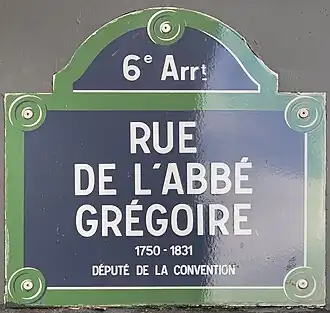 6e Arrt
RUE
DE L'ABBÉ
GRÉGOIRE
1750 - 1831
DÉPUTÉ DE LA CONVENTION